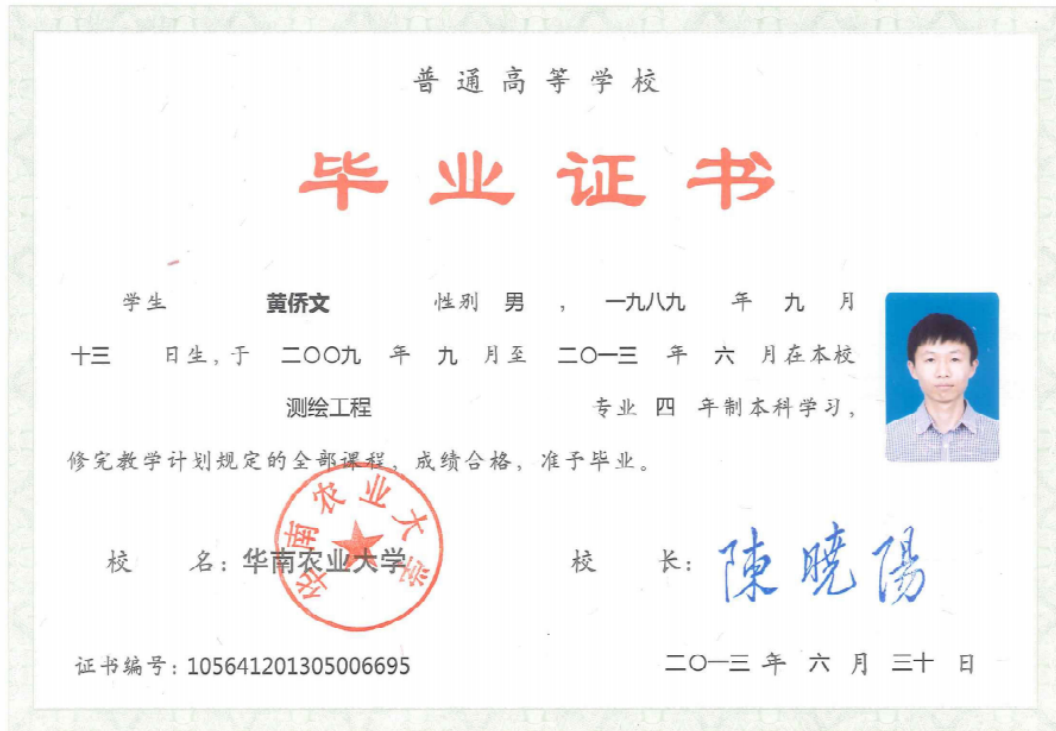 普通高等学校
毕业证书
学生 黄侨文 性别 男 , 一九八九 年 九 月
十三 日生,于 二〇〇九 年 九 月至 二〇一三 年 六 月在本校
测绘工程 专业 四 年制本科学习,
修完教学计划规定的全部课程,成绩合格,准予毕业。
华南农业大学
校 名:华南农业大学 校 长:陳曉陽
证书编号:105641201305006695 二〇一三 年 六 月 三十 日